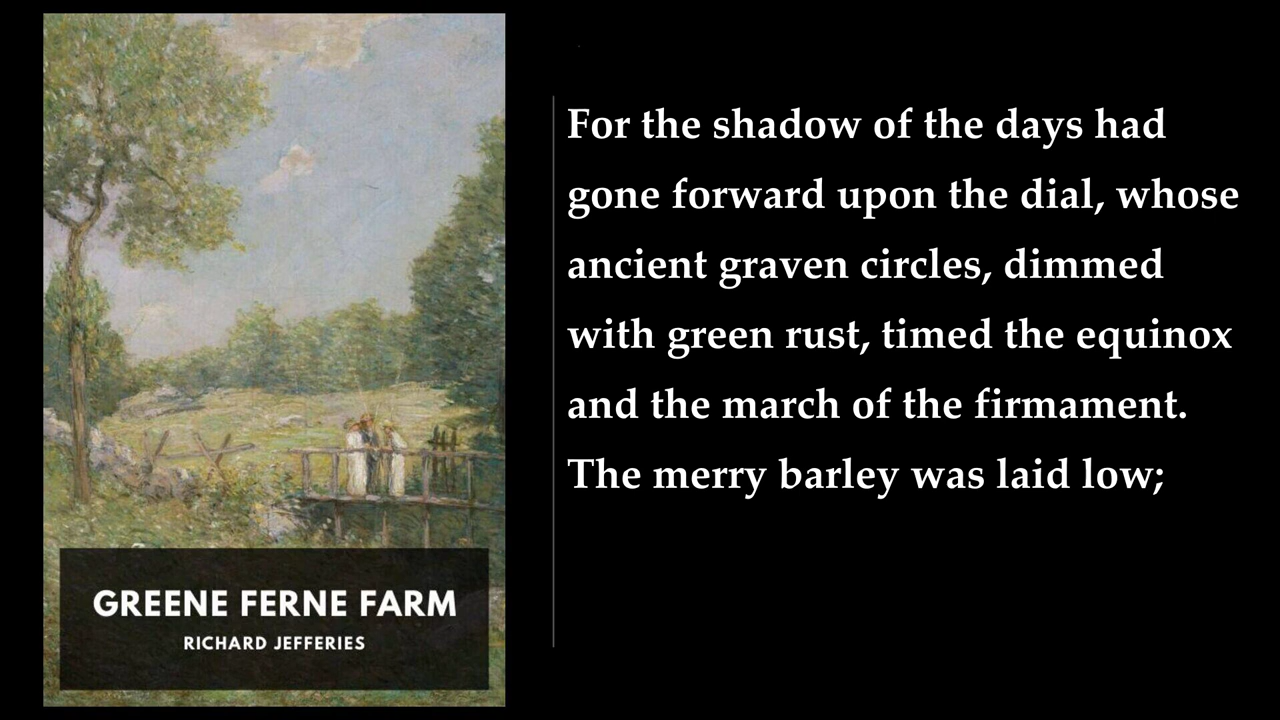 GREENE FERNE FARM
RICHARD JEFFERIES
For the shadow of the days had
gone forward upon the dial, whose
ancient graven circles, dimmed
with green rust, timed the equinox
and the march of the firmament.
The merry barley was laid low;